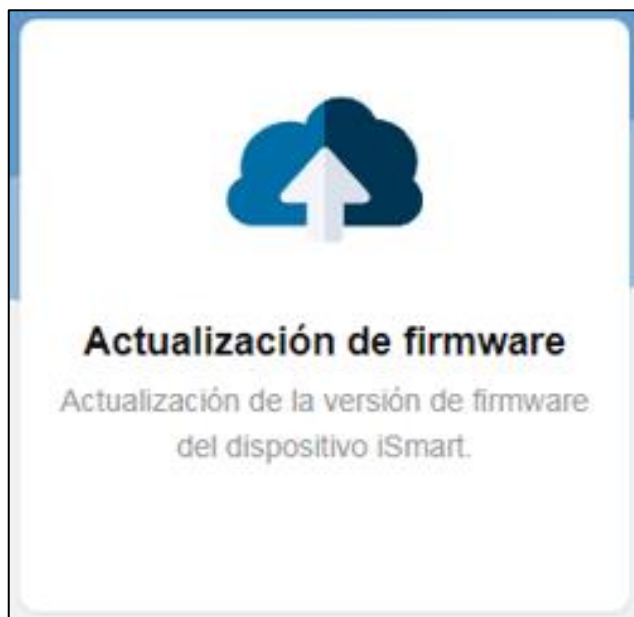 Actualización de firmware
Actualización de la versión de firmware
del dispositivo iSmart.